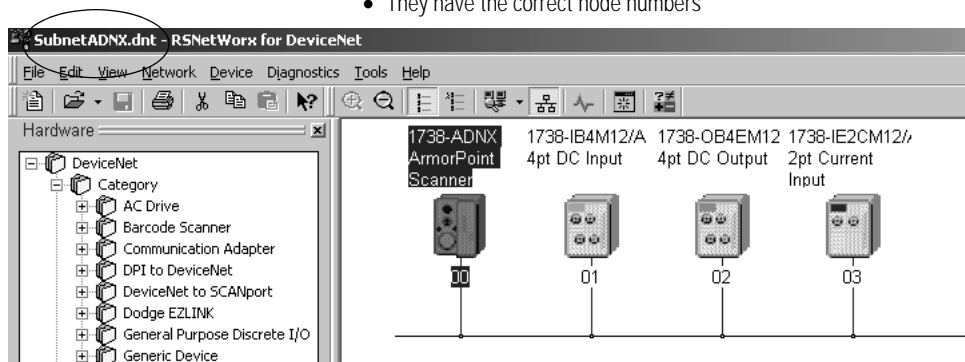 • They have the correct node numbers
SubnetADNX.dnt - RSNetWorx for DeviceNet
File Edit View Network Device Diagnostics Tools Help
Hardware
1738-ADNX 1738-IB4M12/A 1738-OB4EM12 1738-IE2CM12/
ArmorPoint 4pt DC Input 4pt DC Output 2pt Current
Scanner Input
DeviceNet
Category
AC Drive
Barcode Scanner
Communication Adapter
DPI to DeviceNet
DeviceNet to SCANport
Dodge EZLINK
General Purpose Discrete I/O
Generic Device
00 01 02 03